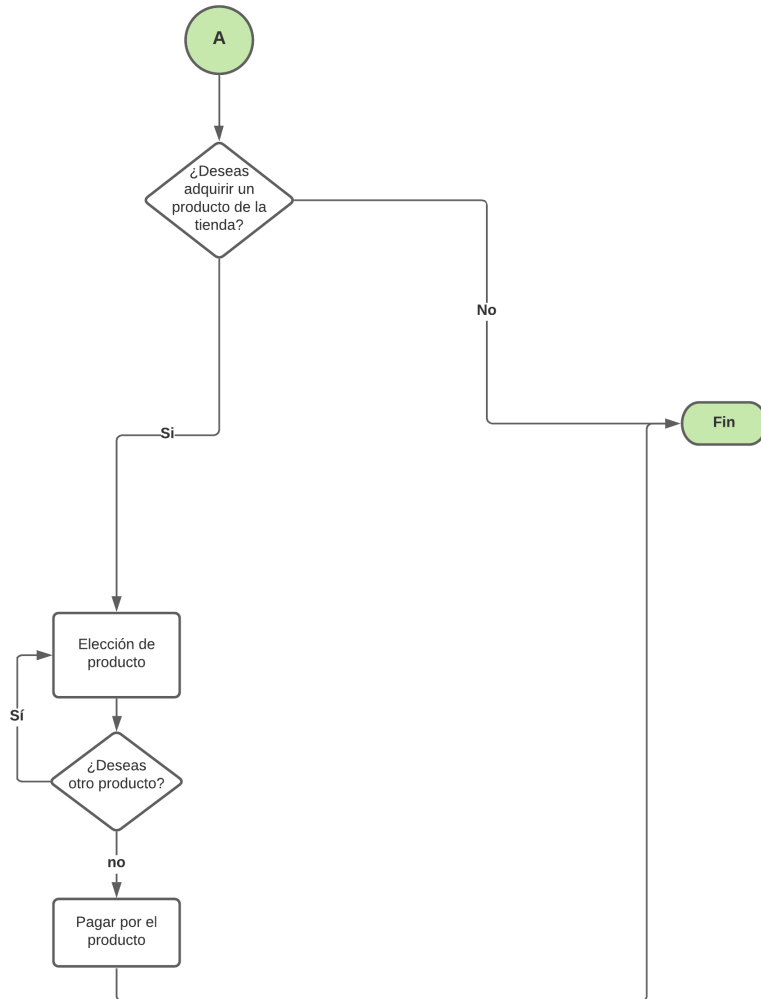 A
¿Deseas
adquirir un
producto de la
tienda?
No
Fin
Si
Elección de
producto
Sí
¿Deseas
otro producto?
no
Pagar por el
producto